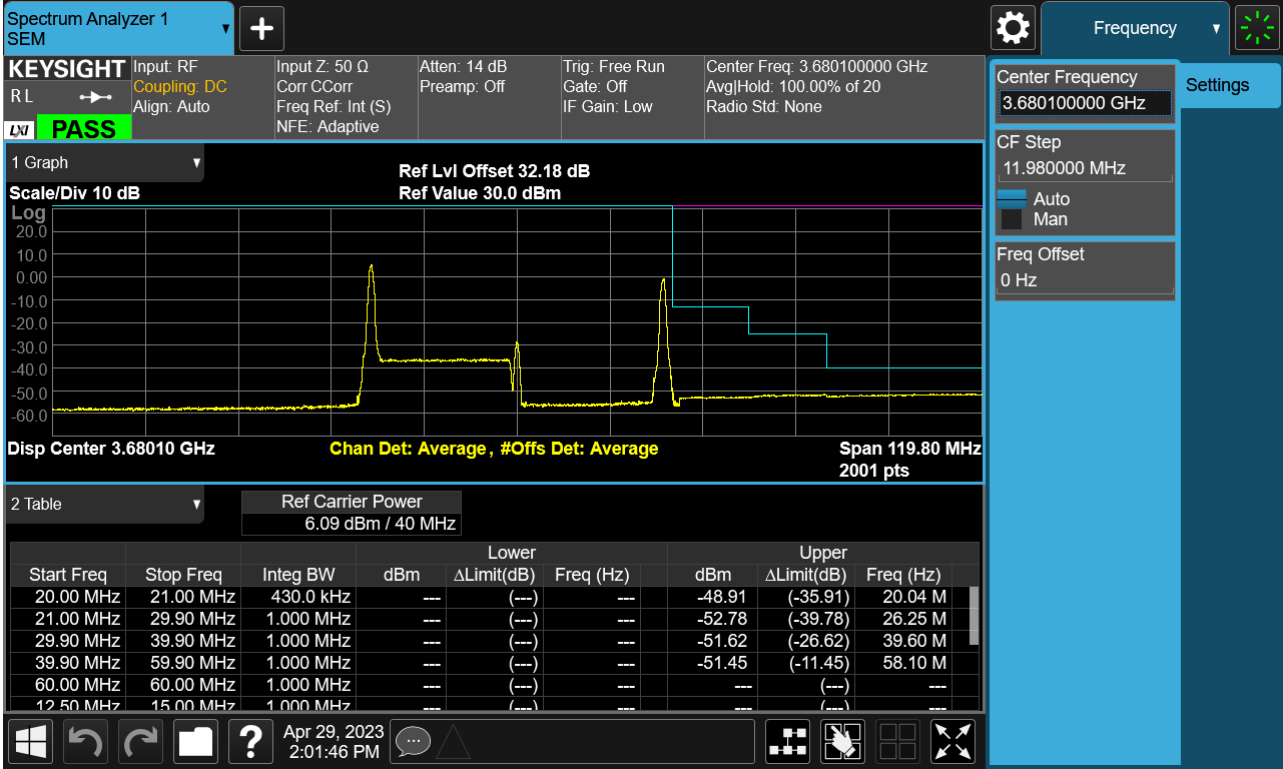 Spectrum Analyzer 1
SEM
Frequency
KEYSIGHT
R L
LXI
PASS
Input: RF
Coupling: DC
Align: Auto
Input Z: 50 Ω
Corr CCorr
Freq Ref: Int (S)
NFE: Adaptive
Atten: 14 dB
Preamp: Off
Trig: Free Run
Gate: Off
IF Gain: Low
Center Freq: 3.680100000 GHz
Avg|Hold: 100.00% of 20
Radio Std: None
Center Frequency
3.680100000 GHz
Settings
CF Step
11.980000 MHz
Auto
Man
Freq Offset
0 Hz
1 Graph
Scale/Div 10 dB
Ref Lvl Offset 32.18 dB
Ref Value 30.0 dBm
Log
20.0
10.0
0.00
-10.0
-20.0
-30.0
-40.0
-50.0
-60.0
Disp Center 3.68010 GHz
Chan Det: Average , #Offs Det: Average
Span 119.80 MHz
2001 pts
2 Table
Ref Carrier Power
6.09 dBm / 40 MHz
Lower Upper
Start Freq Stop Freq Integ BW dBm ΔLimit(dB) Freq (Hz) dBm ΔLimit(dB) Freq (Hz)
20.00 MHz 21.00 MHz 430.0 kHz --- (---) --- -48.91 (-35.91) 20.04 M
21.00 MHz 29.90 MHz 1.000 MHz --- (---) --- -52.78 (-39.78) 26.25 M
29.90 MHz 39.90 MHz 1.000 MHz --- (---) --- -51.62 (-26.62) 39.60 M
39.90 MHz 59.90 MHz 1.000 MHz --- (---) --- -51.45 (-11.45) 58.10 M
60.00 MHz 60.00 MHz 1.000 MHz --- (---) --- --- (---) ---
12.50 MHz 15.00 MHz 1.000 MHz --- (---) --- --- (---) ---
?
Apr 29, 2023
2:01:46 PM